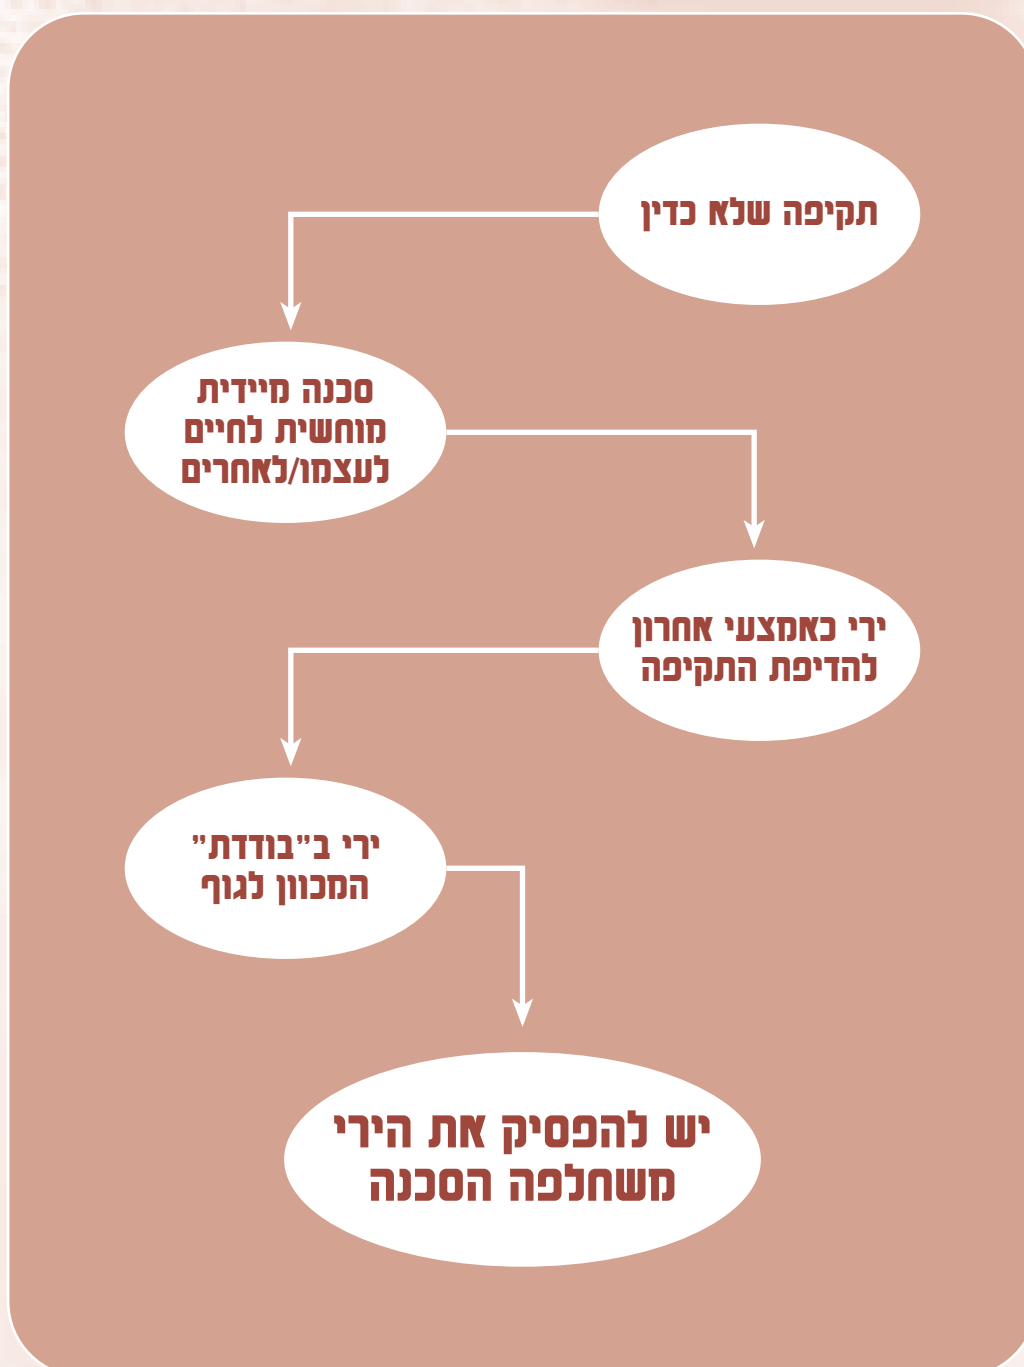 תקיפה שלא כדין
סכנה מיידית
מוחשית לחיים
לעצמו/לאחרים
ירי כאמצעי אחרון
להדיפת התקיפה
ירי ב"בודדת"
המכוון לגוף
יש להפסיק את הירי
משחלפה הסכנה